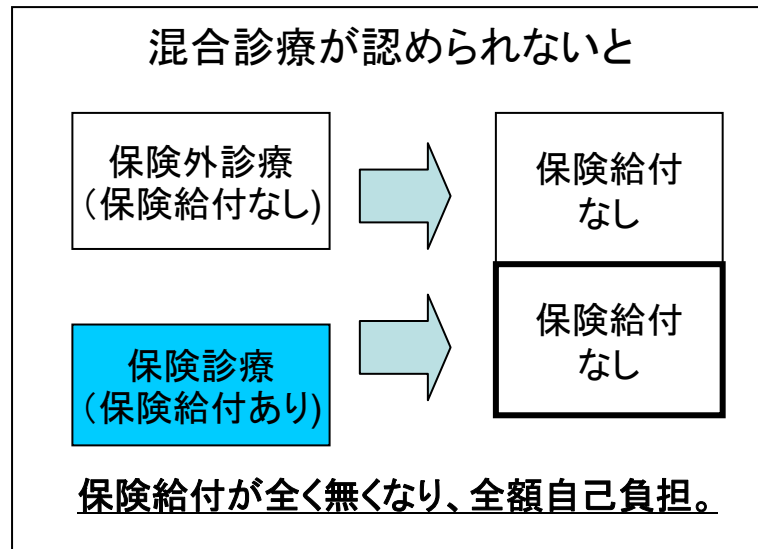 混合診療が認められないと
保険外診療
（保険給付なし)
保険給付
なし
保険診療
（保険給付あり)
保険給付
なし
保険給付が全く無くなり、全額自己負担。